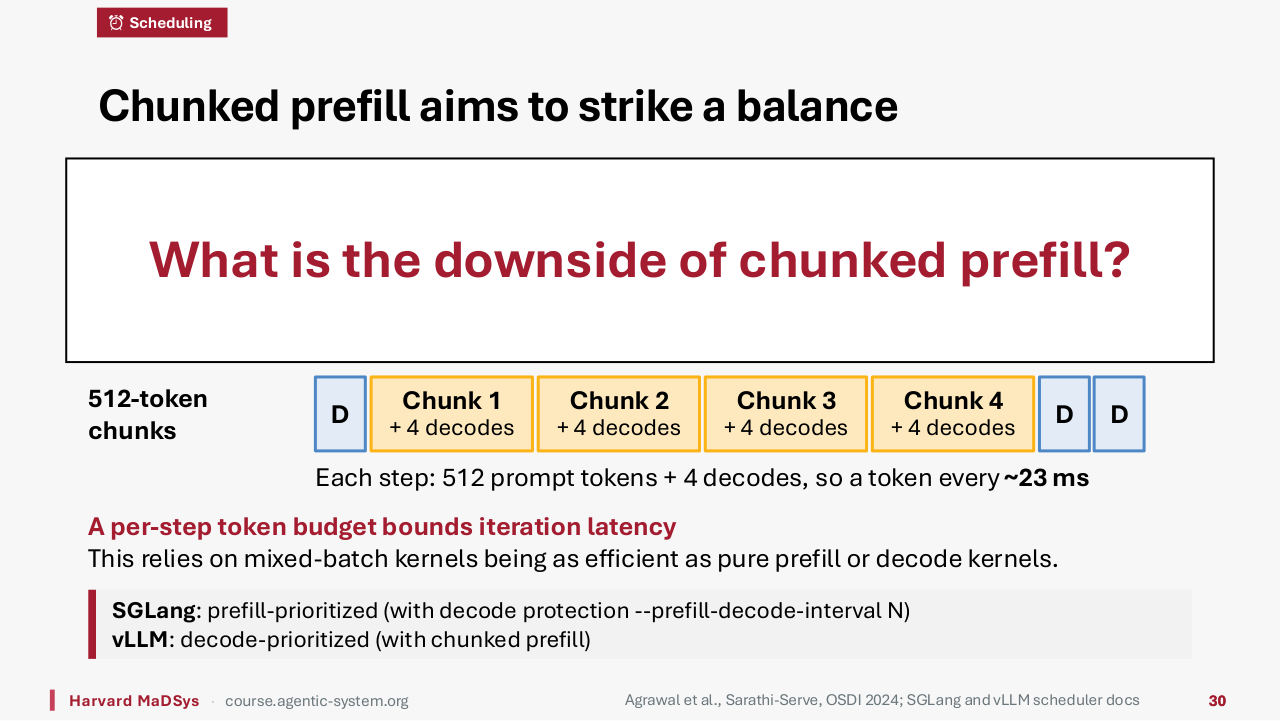 Scheduling
Chunked prefill aims to strike a balance
What is the downside of chunked prefill?
512-token
chunks
D
Chunk 1
+ 4 decodes
Chunk 2
+ 4 decodes
Chunk 3
+ 4 decodes
Chunk 4
+ 4 decodes
D
D
Each step: 512 prompt tokens + 4 decodes, so a token every ~23 ms
A per-step token budget bounds iteration latency
This relies on mixed-batch kernels being as efficient as pure prefill or decode kernels.
SGLang: prefill-prioritized (with decode protection --prefill-decode-interval N)
vLLM: decode-prioritized (with chunked prefill)
Harvard MaDSys · course.agentic-system.org
Agrawal et al., Sarathi-Serve, OSDI 2024; SGLang and vLLM scheduler docs
30